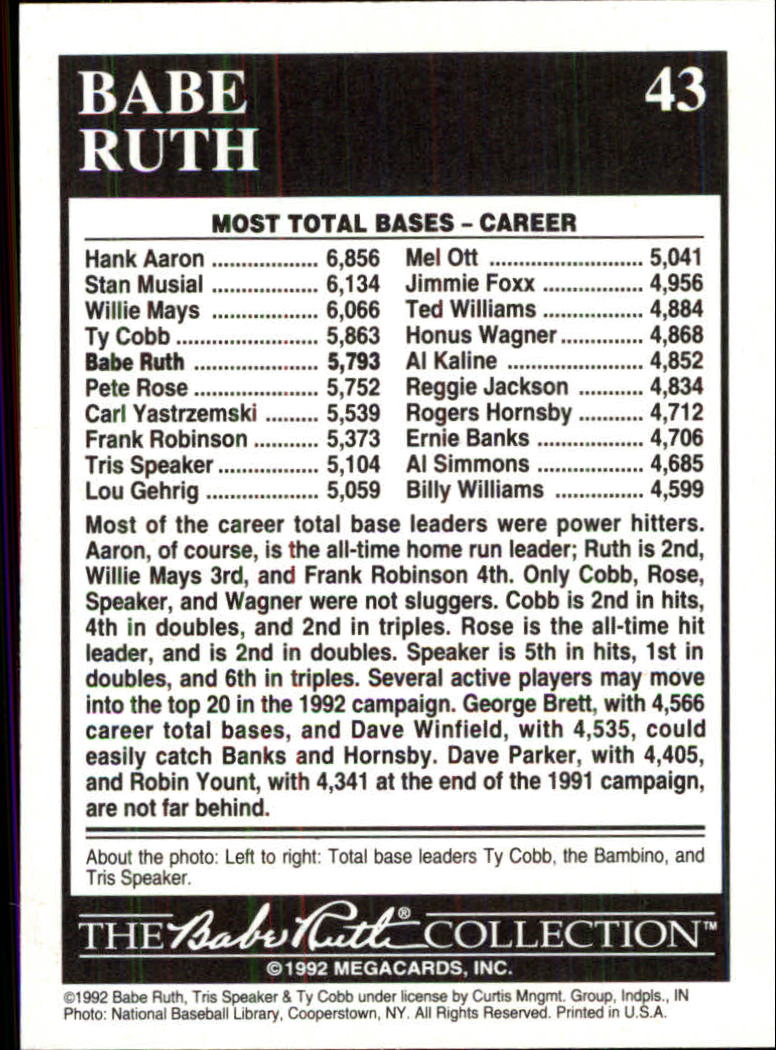 BABE
RUTH
43
MOST TOTAL BASES – CAREER
Hank Aaron .................. 6,856
Stan Musial .................. 6,134
Willie Mays .................. 6,066
Ty Cobb ........................ 5,863
Babe Ruth ..................... 5,793
Pete Rose ..................... 5,752
Carl Yastrzemski ......... 5,539
Frank Robinson ........... 5,373
Tris Speaker ................. 5,104
Lou Gehrig ................... 5,059
Mel Ott .......................... 5,041
Jimmie Foxx ................. 4,956
Ted Williams ................. 4,884
Honus Wagner .............. 4,868
Al Kaline ....................... 4,852
Reggie Jackson ........... 4,834
Rogers Hornsby ........... 4,712
Ernie Banks .................. 4,706
Al Simmons .................. 4,685
Billy Williams ............... 4,599
Most of the career total base leaders were power hitters.
Aaron, of course, is the all-time home run leader; Ruth is 2nd,
Willie Mays 3rd, and Frank Robinson 4th. Only Cobb, Rose,
Speaker, and Wagner were not sluggers. Cobb is 2nd in hits,
4th in doubles, and 2nd in triples. Rose is the all-time hit
leader, and is 2nd in doubles. Speaker is 5th in hits, 1st in
doubles, and 6th in triples. Several active players may move
into the top 20 in the 1992 campaign. George Brett, with 4,566
career total bases, and Dave Winfield, with 4,535, could
easily catch Banks and Hornsby. Dave Parker, with 4,405,
and Robin Yount, with 4,341 at the end of the 1991 campaign,
are not far behind.
About the photo: Left to right: Total base leaders Ty Cobb, the Bambino, and
Tris Speaker.
THE Babe Ruth® COLLECTION™
©1992 MEGACARDS, INC.
©1992 Babe Ruth, Tris Speaker & Ty Cobb under license by Curtis Mngmt. Group, Indpls., IN
Photo: National Baseball Library, Cooperstown, NY. All Rights Reserved. Printed in U.S.A.